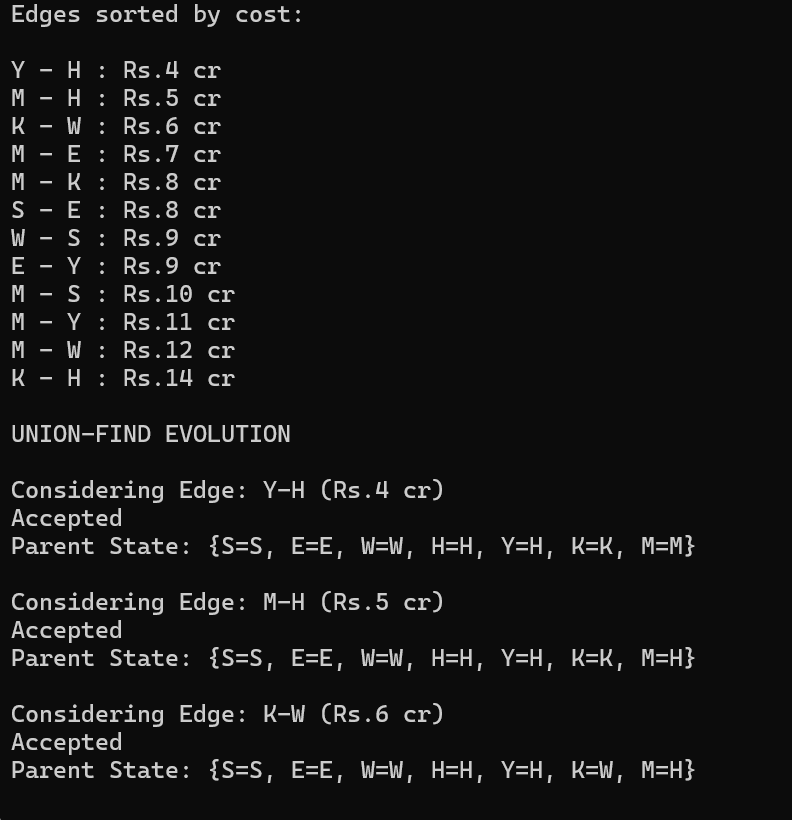 Edges sorted by cost:
Y - H : Rs.4 cr
M - H : Rs.5 cr
K - W : Rs.6 cr
M - E : Rs.7 cr
M - K : Rs.8 cr
S - E : Rs.8 cr
W - S : Rs.9 cr
E - Y : Rs.9 cr
M - S : Rs.10 cr
M - Y : Rs.11 cr
M - W : Rs.12 cr
K - H : Rs.14 cr
UNION-FIND EVOLUTION
Considering Edge: Y-H (Rs.4 cr)
Accepted
Parent State: {S=S, E=E, W=W, H=H, Y=H, K=K, M=M}
Considering Edge: M-H (Rs.5 cr)
Accepted
Parent State: {S=S, E=E, W=W, H=H, Y=H, K=K, M=H}
Considering Edge: K-W (Rs.6 cr)
Accepted
Parent State: {S=S, E=E, W=W, H=H, Y=H, K=W, M=H}